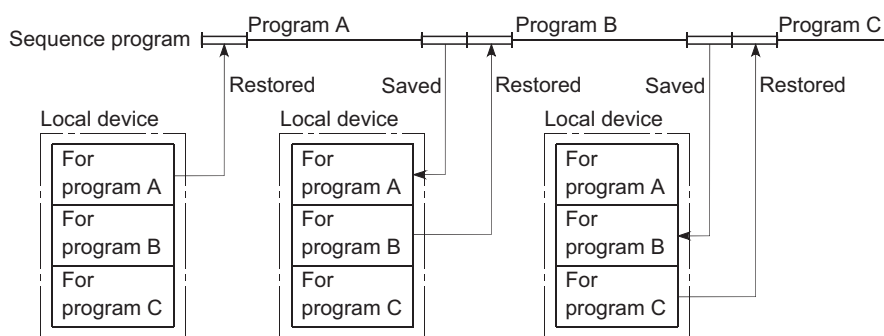 Program A
Program B
Program C
Sequence program
Restored
Saved
Restored
Saved
Restored
Local device
Local device
Local device
For
program A
For
program B
For
program C
For
program A
For
program B
For
program C
For
program A
For
program B
For
program C